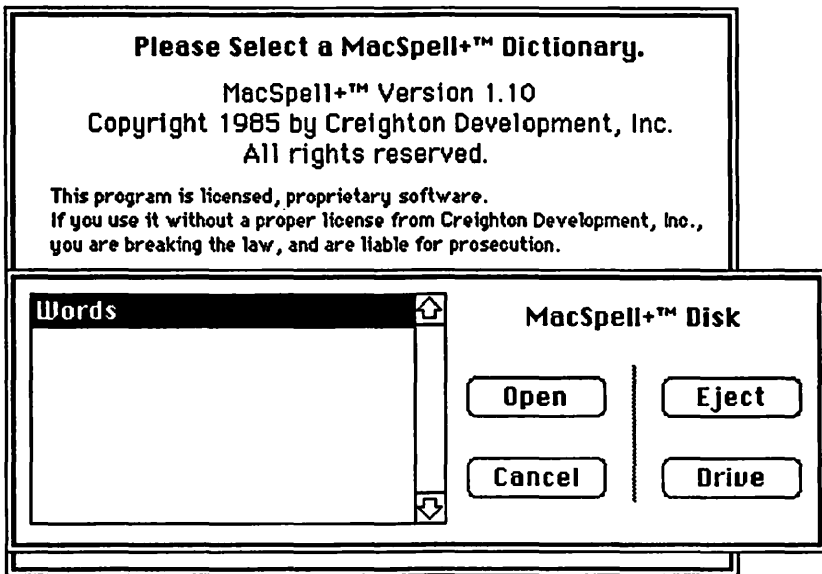 Please Select a MacSpell+™ Dictionary.
MacSpell+™ Version 1.10
Copyright 1985 by Creighton Development, Inc.
All rights reserved.
This program is licensed, proprietary software.
If you use it without a proper license from Creighton Development, Inc.,
you are breaking the law, and are liable for prosecution.
Words
MacSpell+™ Disk
Open
Eject
Cancel
Drive